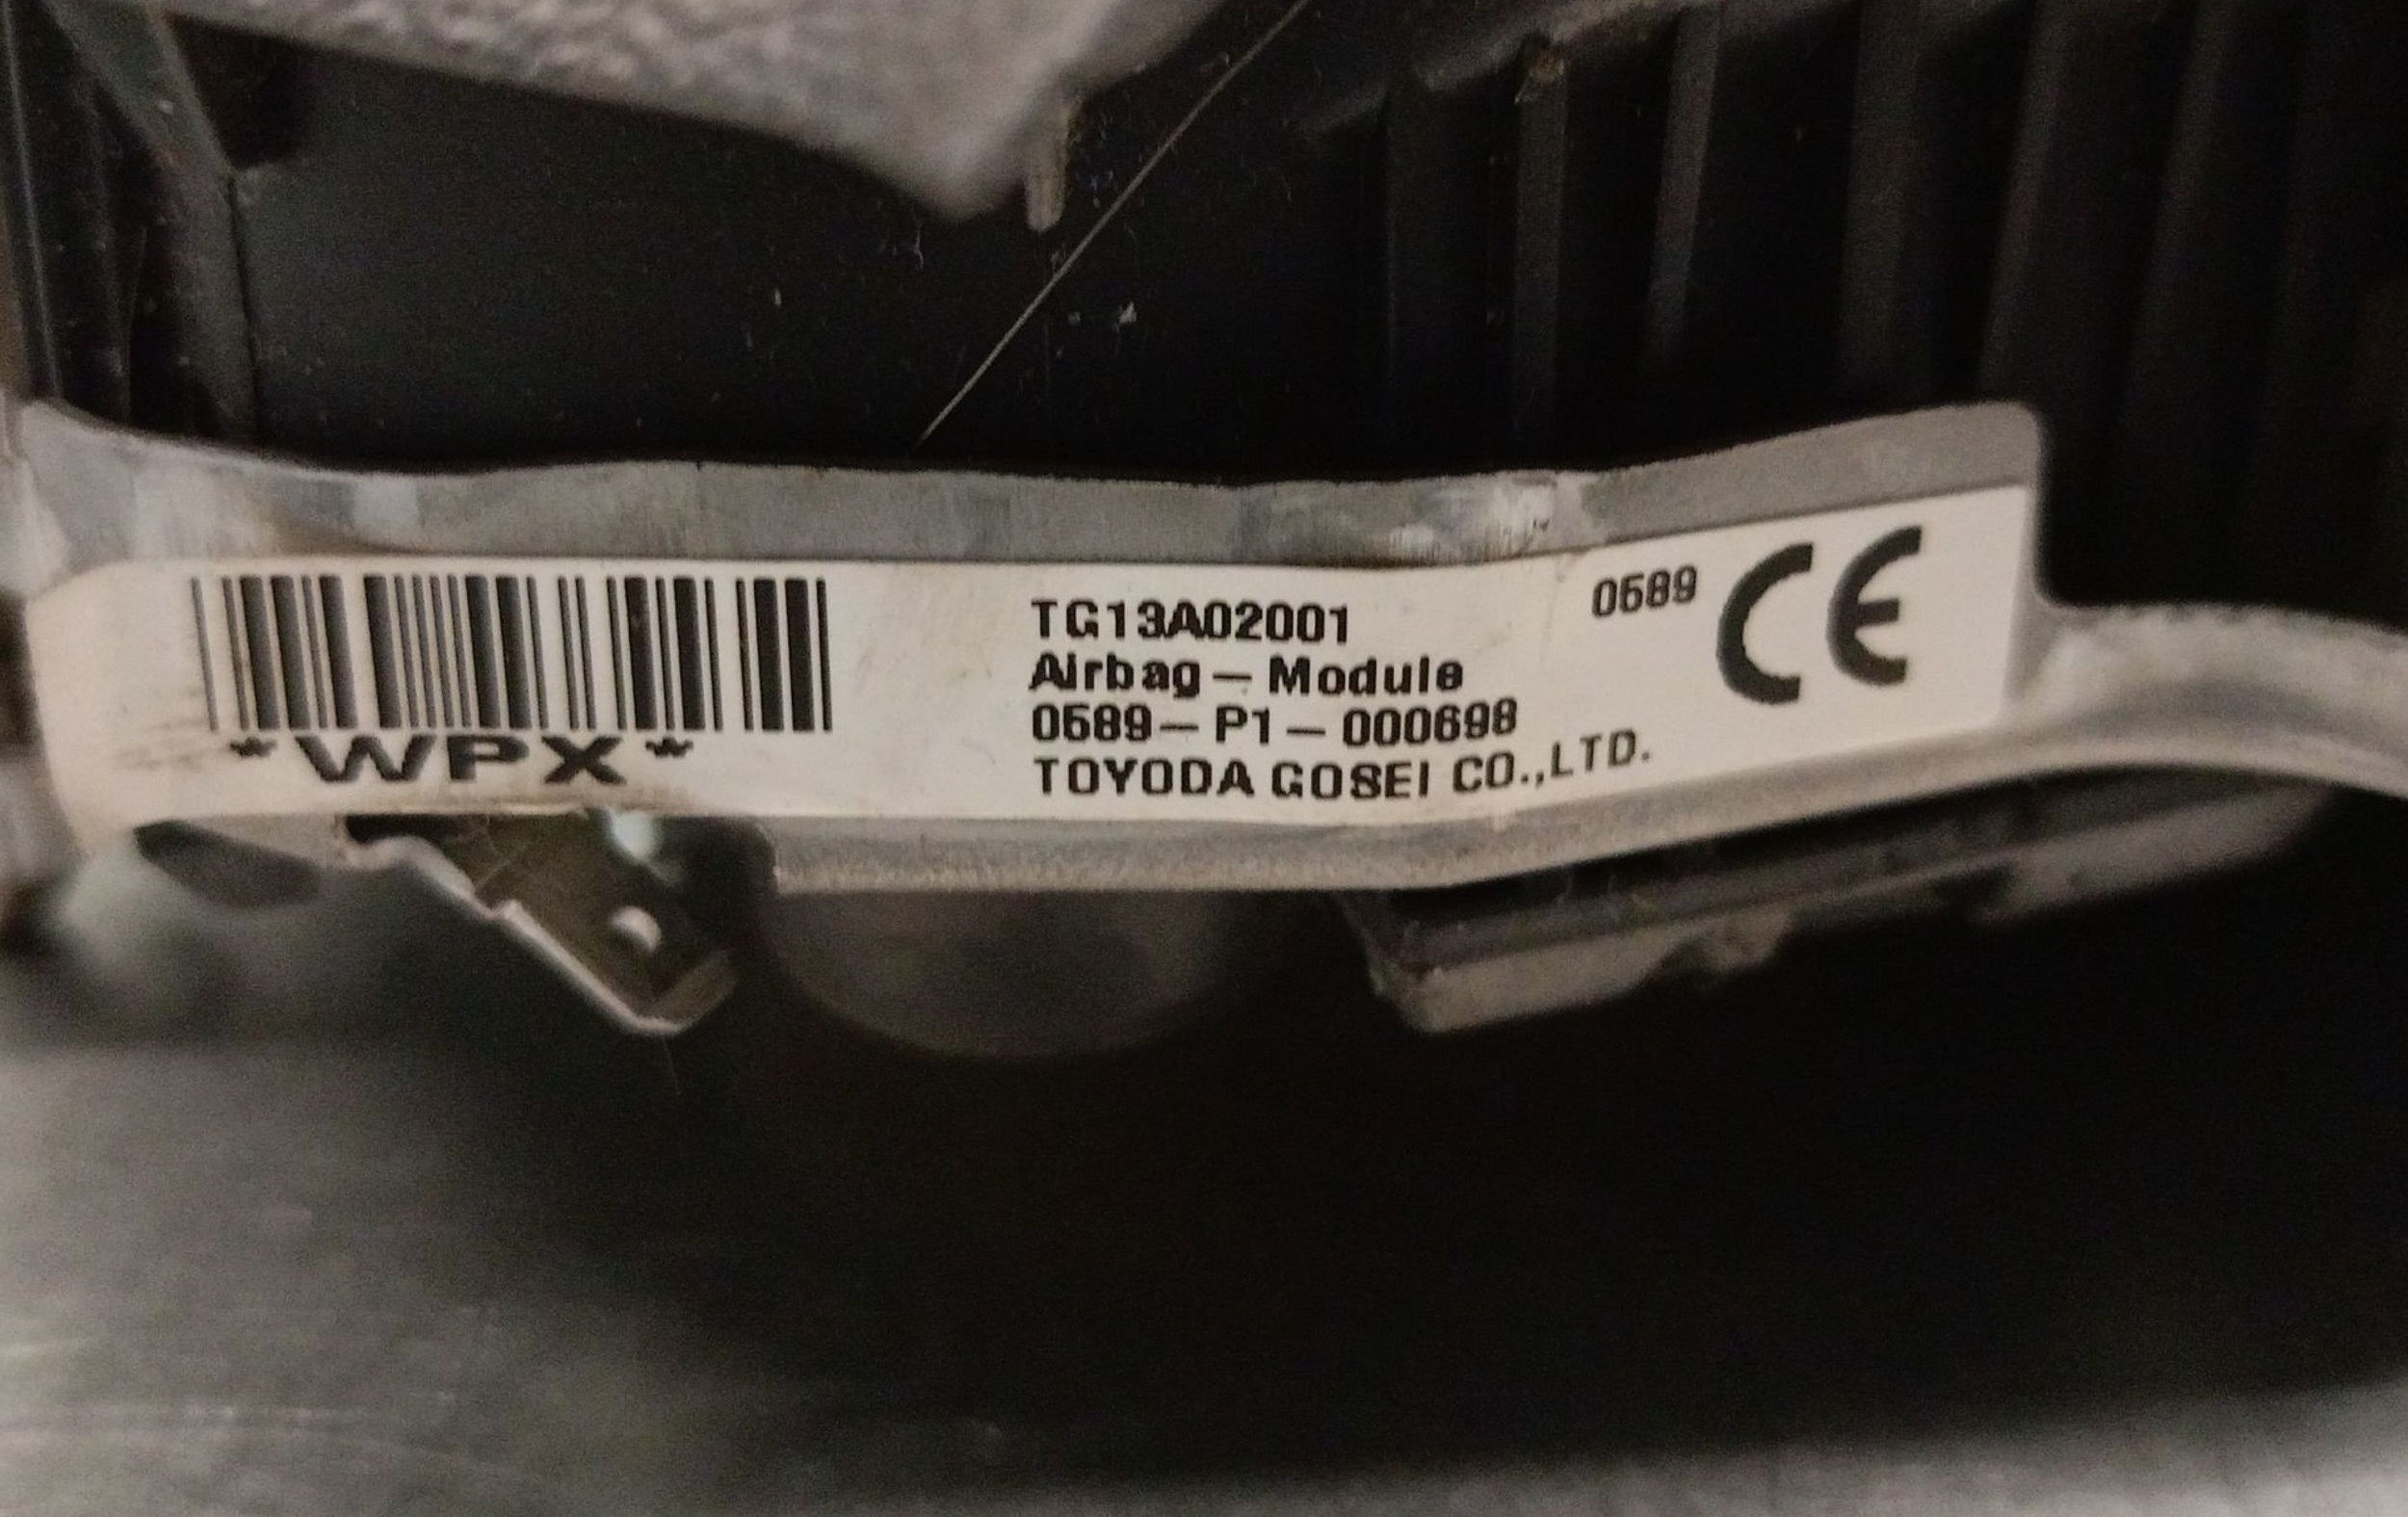 *WPX*
TG13A02001
Airbag-Module
0589-P1-000698
TOYODA GOSEI CO.,LTD.
0589 CE